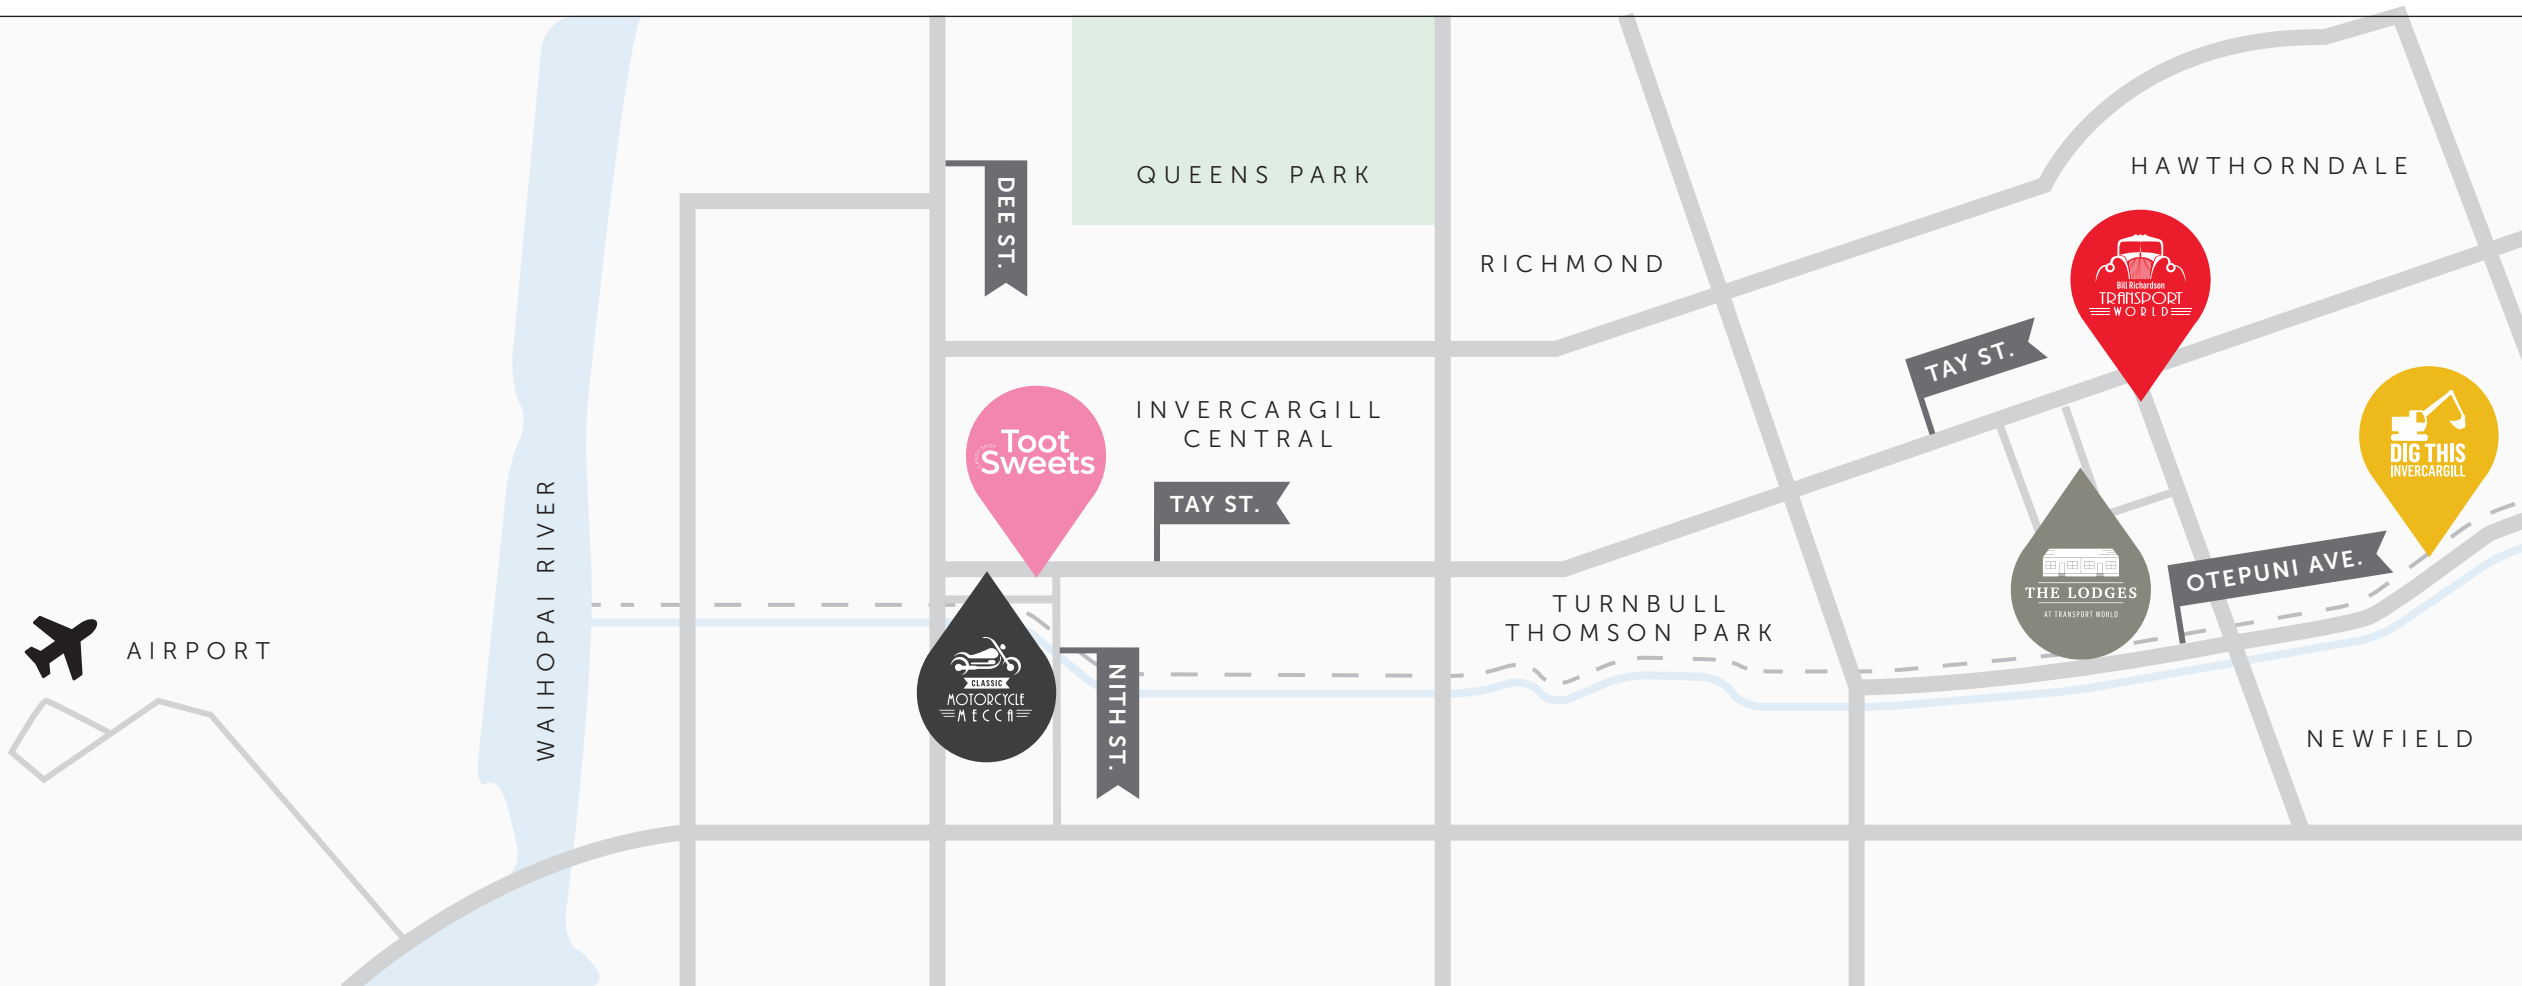 QUEENS PARK
HAWTHORNDALE
DEE ST.
RICHMOND
Bill Richardson
TRANSPORT
WORLD
TAY ST.
INVERCARGILL
CENTRAL
Toot
Sweets
TAY ST.
DIG THIS
INVERCARGILL
WAIHOPAI RIVER
OTEPUNI AVE.
THE LODGES
AT TRANSPORT WORLD
TURNBULL
THOMSON PARK
AIRPORT
CLASSIC
MOTORCYCLE
MECCA
NITH ST.
NEWFIELD